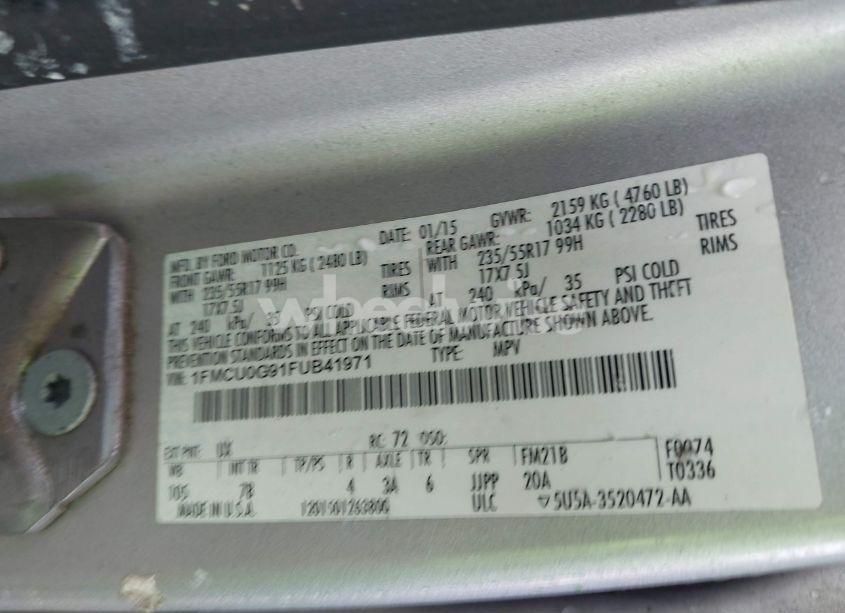 MFD. BY FORD MOTOR CO. DATE: 01/15 GVWR: 2159 KG ( 4760 LB)
FRONT GAWR: 1125 KG ( 2480 LB) REAR GAWR: 1034 KG ( 2280 LB)
WITH 235/55R17 99H TIRES WITH 235/55R17 99H TIRES
17X7.5J RIMS 17X7.5J RIMS
AT 240 kPa/ 35 PSI COLD AT 240 kPa/ 35 PSI COLD
THIS VEHICLE CONFORMS TO ALL APPLICABLE FEDERAL MOTOR VEHICLE SAFETY AND THEFT
PREVENTION STANDARDS IN EFFECT ON THE DATE OF MANUFACTURE SHOWN ABOVE.
VIN: 1FMCU0G91FUB41971 TYPE: MPV
EXT PNT: UX RC: 72 DSO: F0074
WB INT TR TP/PS R AXLE TR SPR FM21B T0336
105 78 4 3A 6 JJPP 20A
MADE IN U.S.A. 1201501263800 ULC 5U5A-3520472-AA